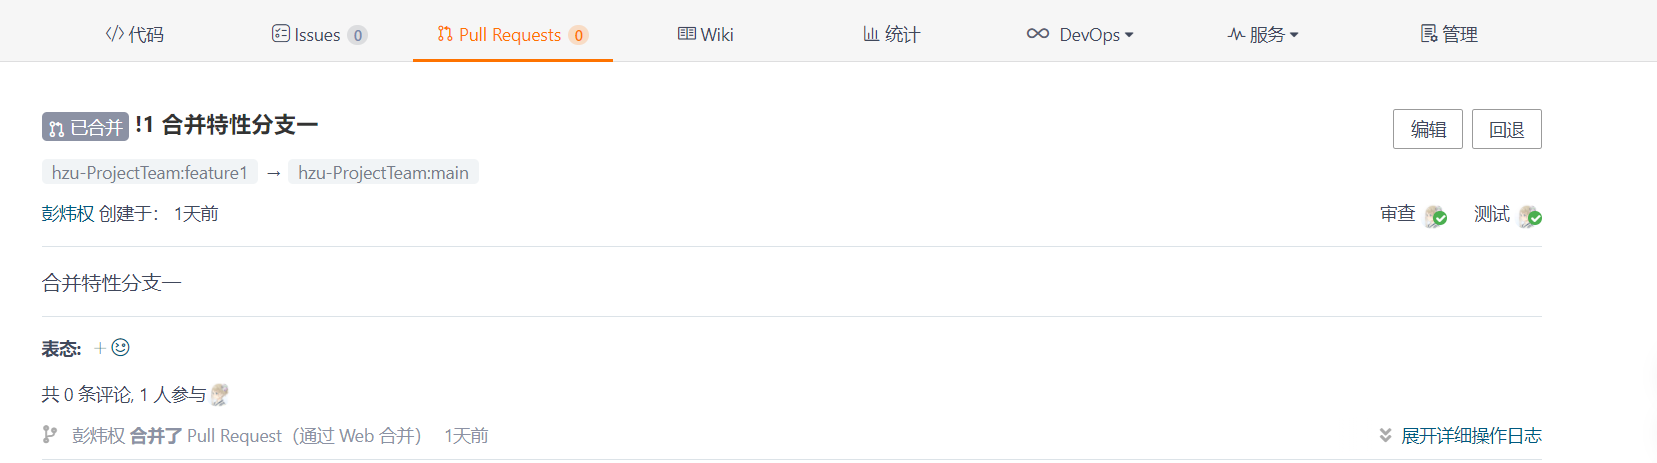 代码 Issues 0 Pull Requests 0 Wiki 统计 DevOps 服务 管理
已合并 !1 合并特性分支一 编辑 回退
hzu-ProjectTeam:feature1 → hzu-ProjectTeam:main
彭炜权 创建于： 1天前 审查 测试
合并特性分支一
表态:
共 0 条评论, 1 人参与
彭炜权 合并了 Pull Request（通过 Web 合并） 1天前 展开详细操作日志